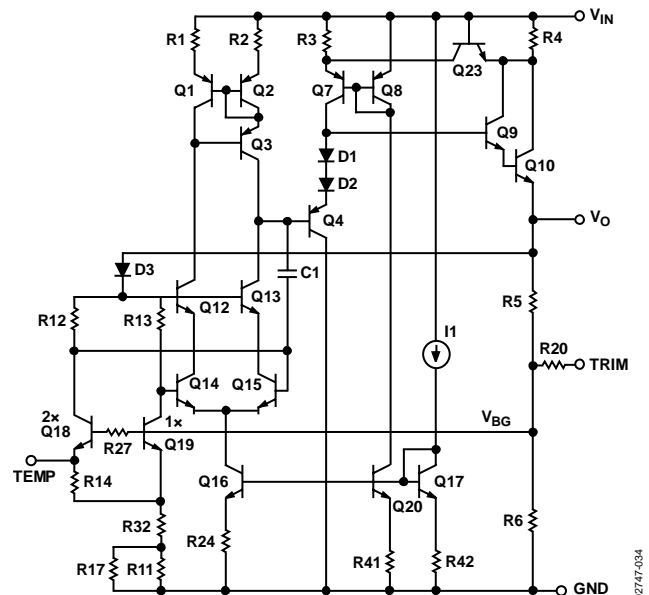 R1
R2
R3
V_IN
R4
Q23
Q1
Q2
Q7
Q8
Q3
Q9
D1
Q10
D2
Q4
V_O
D3
C1
Q12
Q13
R5
R12
R13
I1
R20
TRIM
Q14
Q15
2×
1×
V_BG
Q18
R27
Q19
TEMP
R14
Q16
Q17
Q20
R32
R24
R6
R17
R11
R41
R42
GND
02747-034